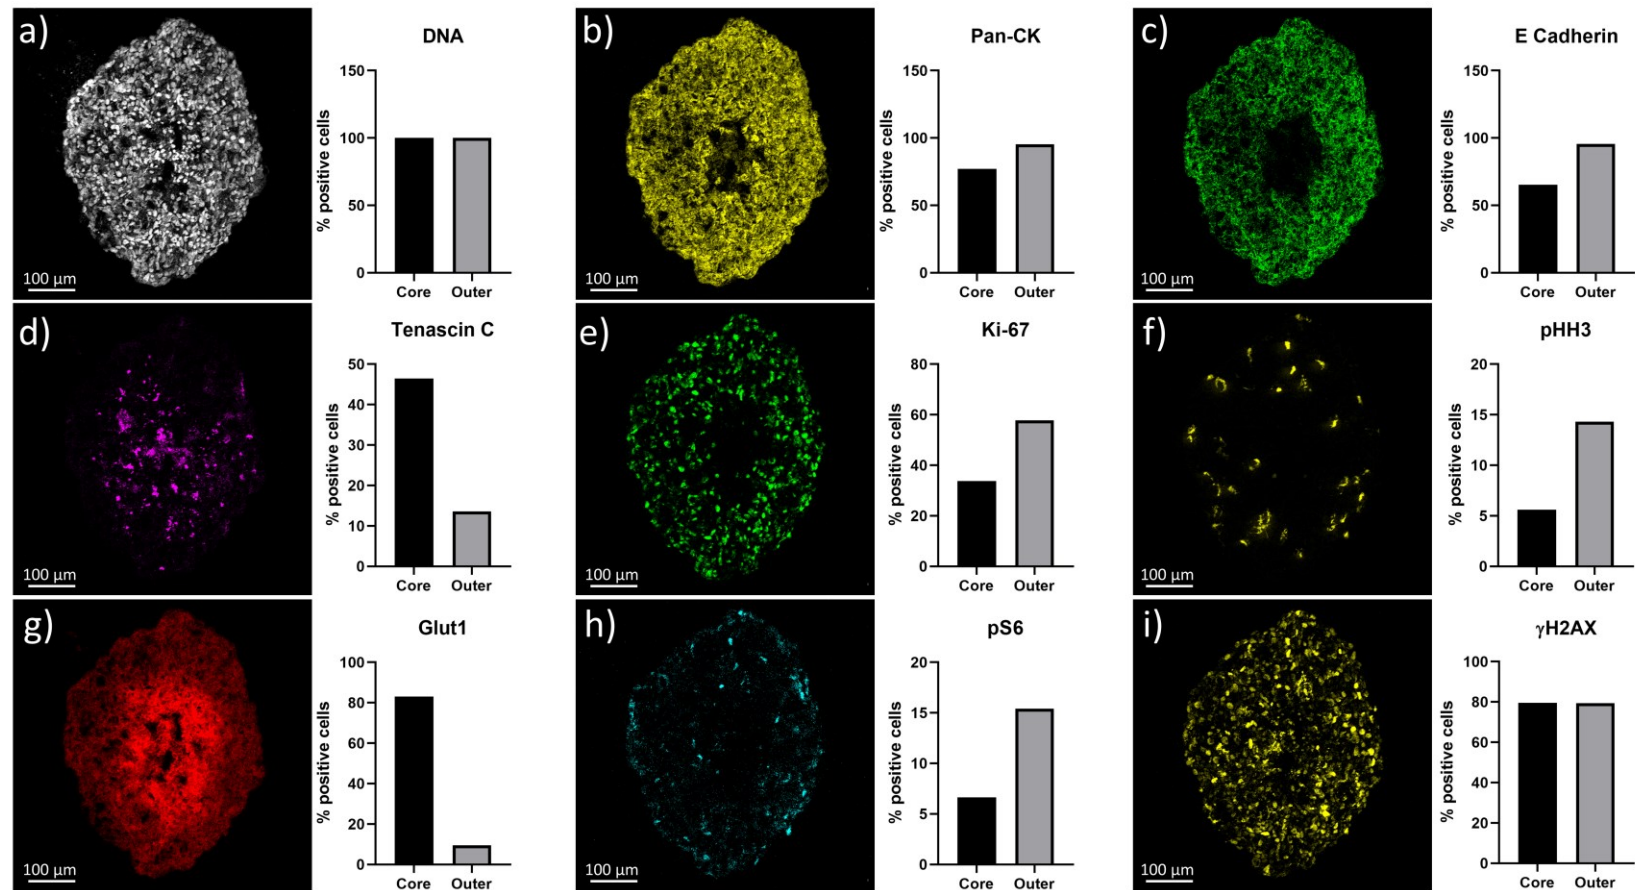 a)
DNA
% positive cells
150
100
50
0
Core Outer
100 µm
b)
Pan-CK
% positive cells
150
100
50
0
Core Outer
100 µm
c)
E Cadherin
% positive cells
150
100
50
0
Core Outer
100 µm
d)
Tenascin C
% positive cells
50
40
30
20
10
0
Core Outer
100 µm
e)
Ki-67
% positive cells
80
60
40
20
0
Core Outer
100 µm
f)
pHH3
% positive cells
20
15
10
5
0
Core Outer
100 µm
g)
Glut1
% positive cells
100
80
60
40
20
0
Core Outer
100 µm
h)
pS6
% positive cells
20
15
10
5
0
Core Outer
100 µm
i)
γH2AX
% positive cells
100
80
60
40
20
0
Core Outer
100 µm